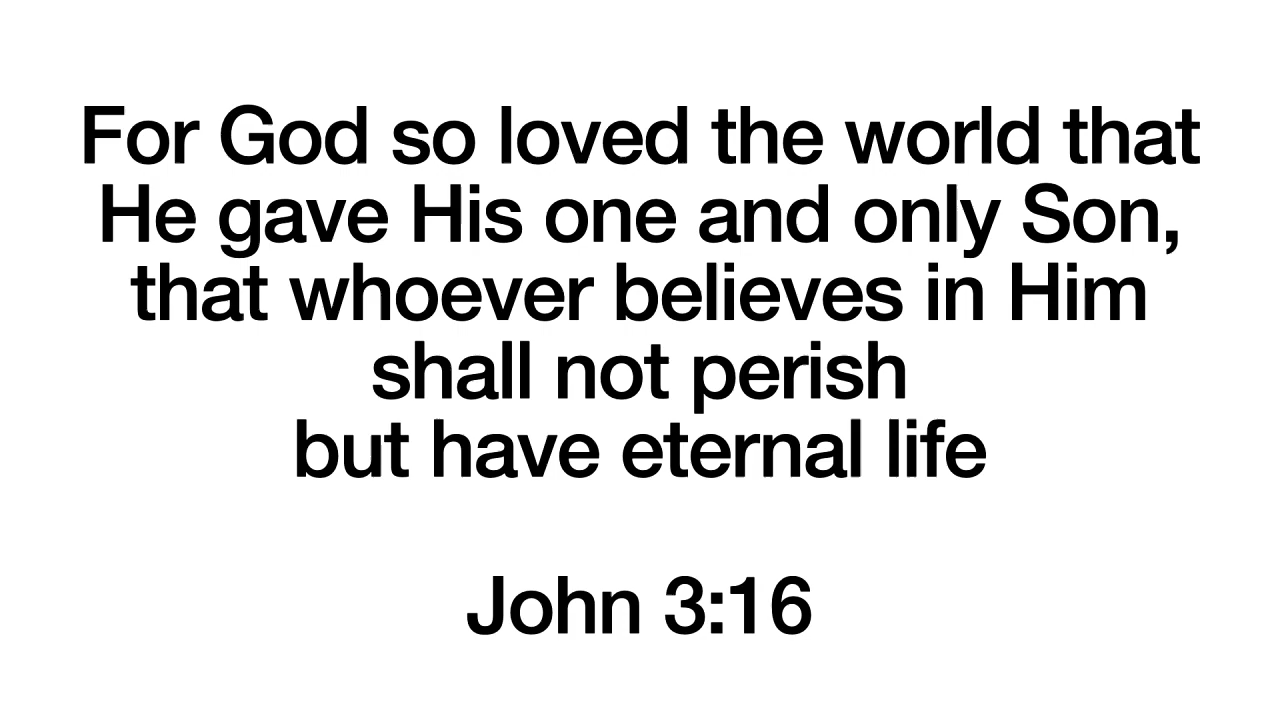 For God so loved the world that
He gave His one and only Son,
that whoever believes in Him
shall not perish
but have eternal life
John 3:16